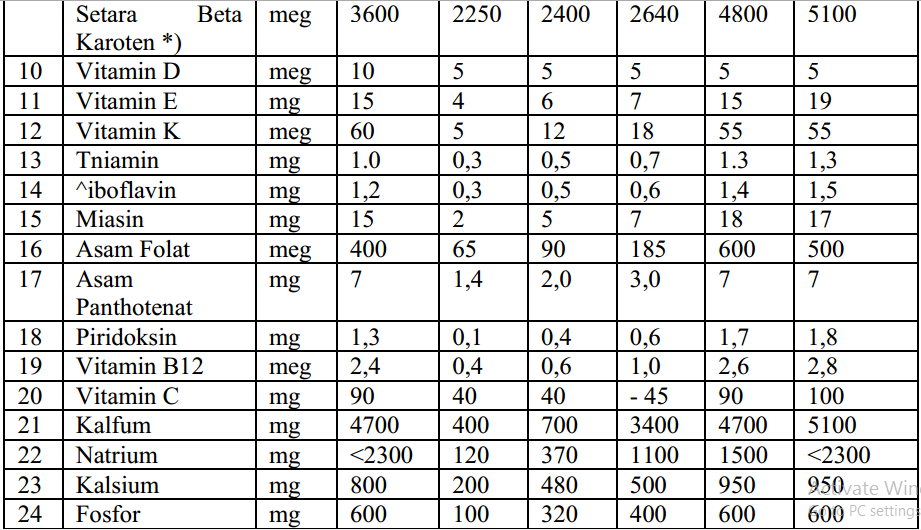 Setara Beta Karoten *) meg 3600 2250 2400 2640 4800 5100
10 Vitamin D meg 10 5 5 5 5 5
11 Vitamin E mg 15 4 6 7 15 19
12 Vitamin K meg 60 5 12 18 55 55
13 Tniamin mg 1.0 0,3 0,5 0,7 1.3 1,3
14 ^iboflavin mg 1,2 0,3 0,5 0,6 1,4 1,5
15 Miasin mg 15 2 5 7 18 17
16 Asam Folat meg 400 65 90 185 600 500
17 Asam Panthotenat mg 7 1,4 2,0 3,0 7 7
18 Piridoksin mg 1,3 0,1 0,4 0,6 1,7 1,8
19 Vitamin B12 meg 2,4 0,4 0,6 1,0 2,6 2,8
20 Vitamin C mg 90 40 40 - 45 90 100
21 Kalfum mg 4700 400 700 3400 4700 5100
22 Natrium mg <2300 120 370 1100 1500 <2300
23 Kalsium mg 800 200 480 500 950 950
24 Fosfor mg 600 100 320 400 600 600